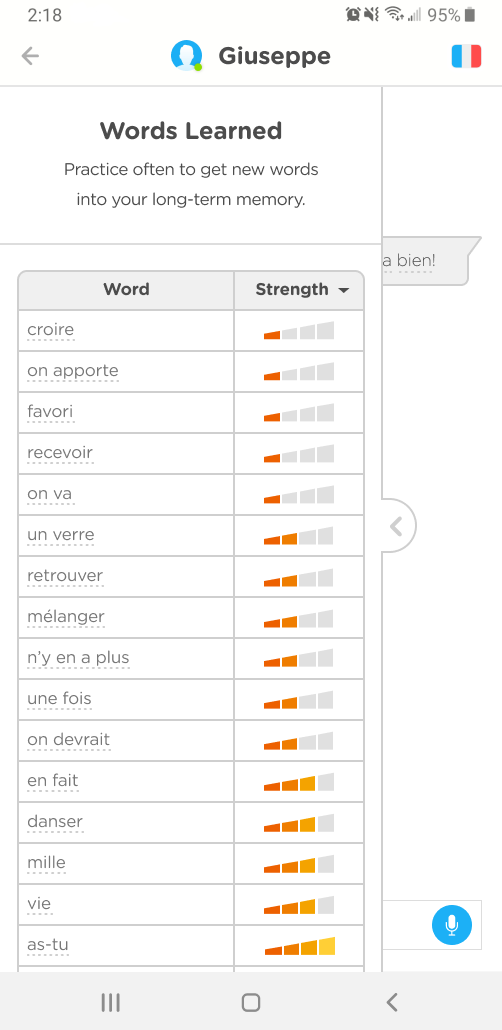 2:18
95%
Giuseppe
Words Learned
Practice often to get new words
into your long-term memory.
a bien!
Word Strength
croire
on apporte
favori
recevoir
on va
un verre
retrouver
mélanger
n'y en a plus
une fois
on devrait
en fait
danser
mille
vie
as-tu